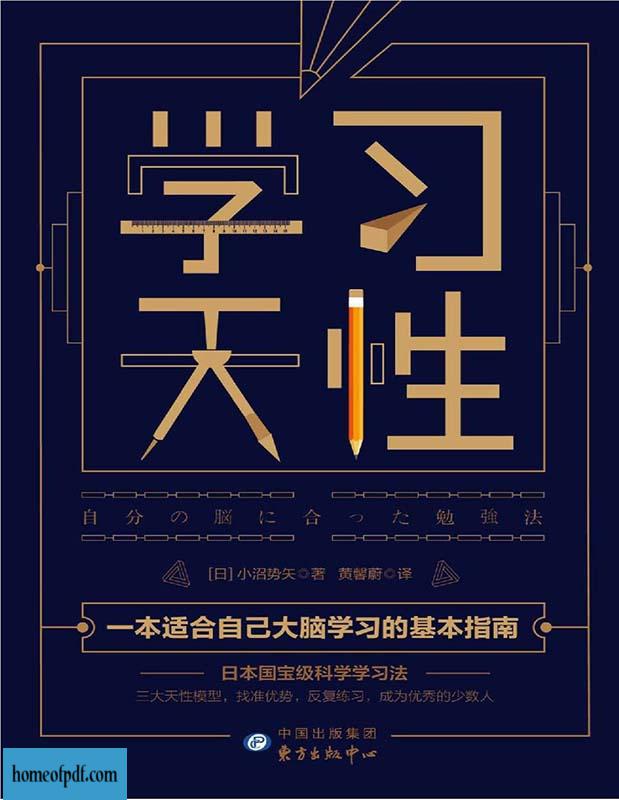 学习
天性
自分の脳に合った勉強法
[日]小沼势矢◎著 黄馨蔚◎译
一本适合自己大脑学习的基本指南
日本国宝级科学学习法
三大天性模型，找准优势，反复练习，成为优秀的少数人
中国出版集团
东方出版中心
homeofpdf.com